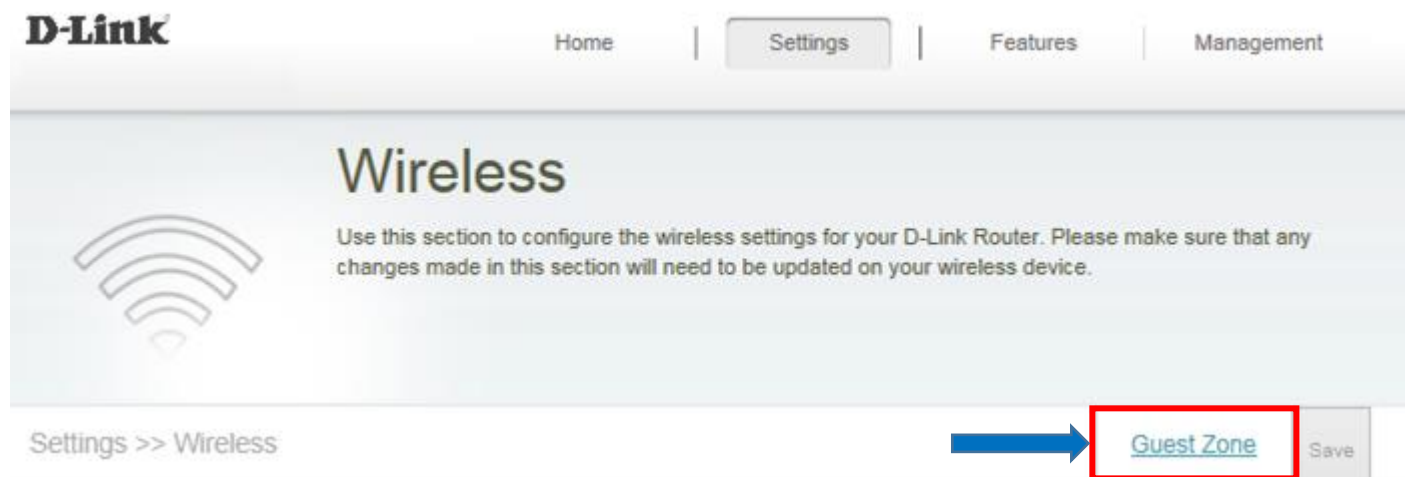 D-Link
Home | Settings | Features | Management
Wireless
Use this section to configure the wireless settings for your D-Link Router. Please make sure that any
changes made in this section will need to be updated on your wireless device.
Settings >> Wireless
Guest Zone
Save